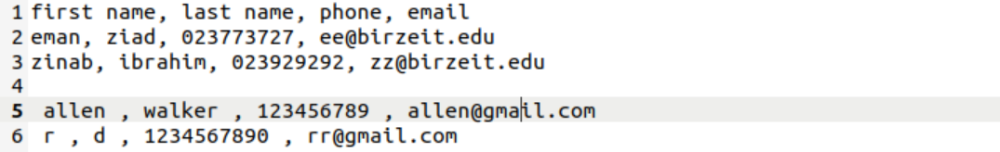 1 first name, last name, phone, email
2 eman, ziad, 023773727, ee@birzeit.edu
3 zinab, ibrahim, 023929292, zz@birzeit.edu
4
5 allen , walker , 123456789 , allen@gmail.com
6 r , d , 1234567890 , rr@gmail.com